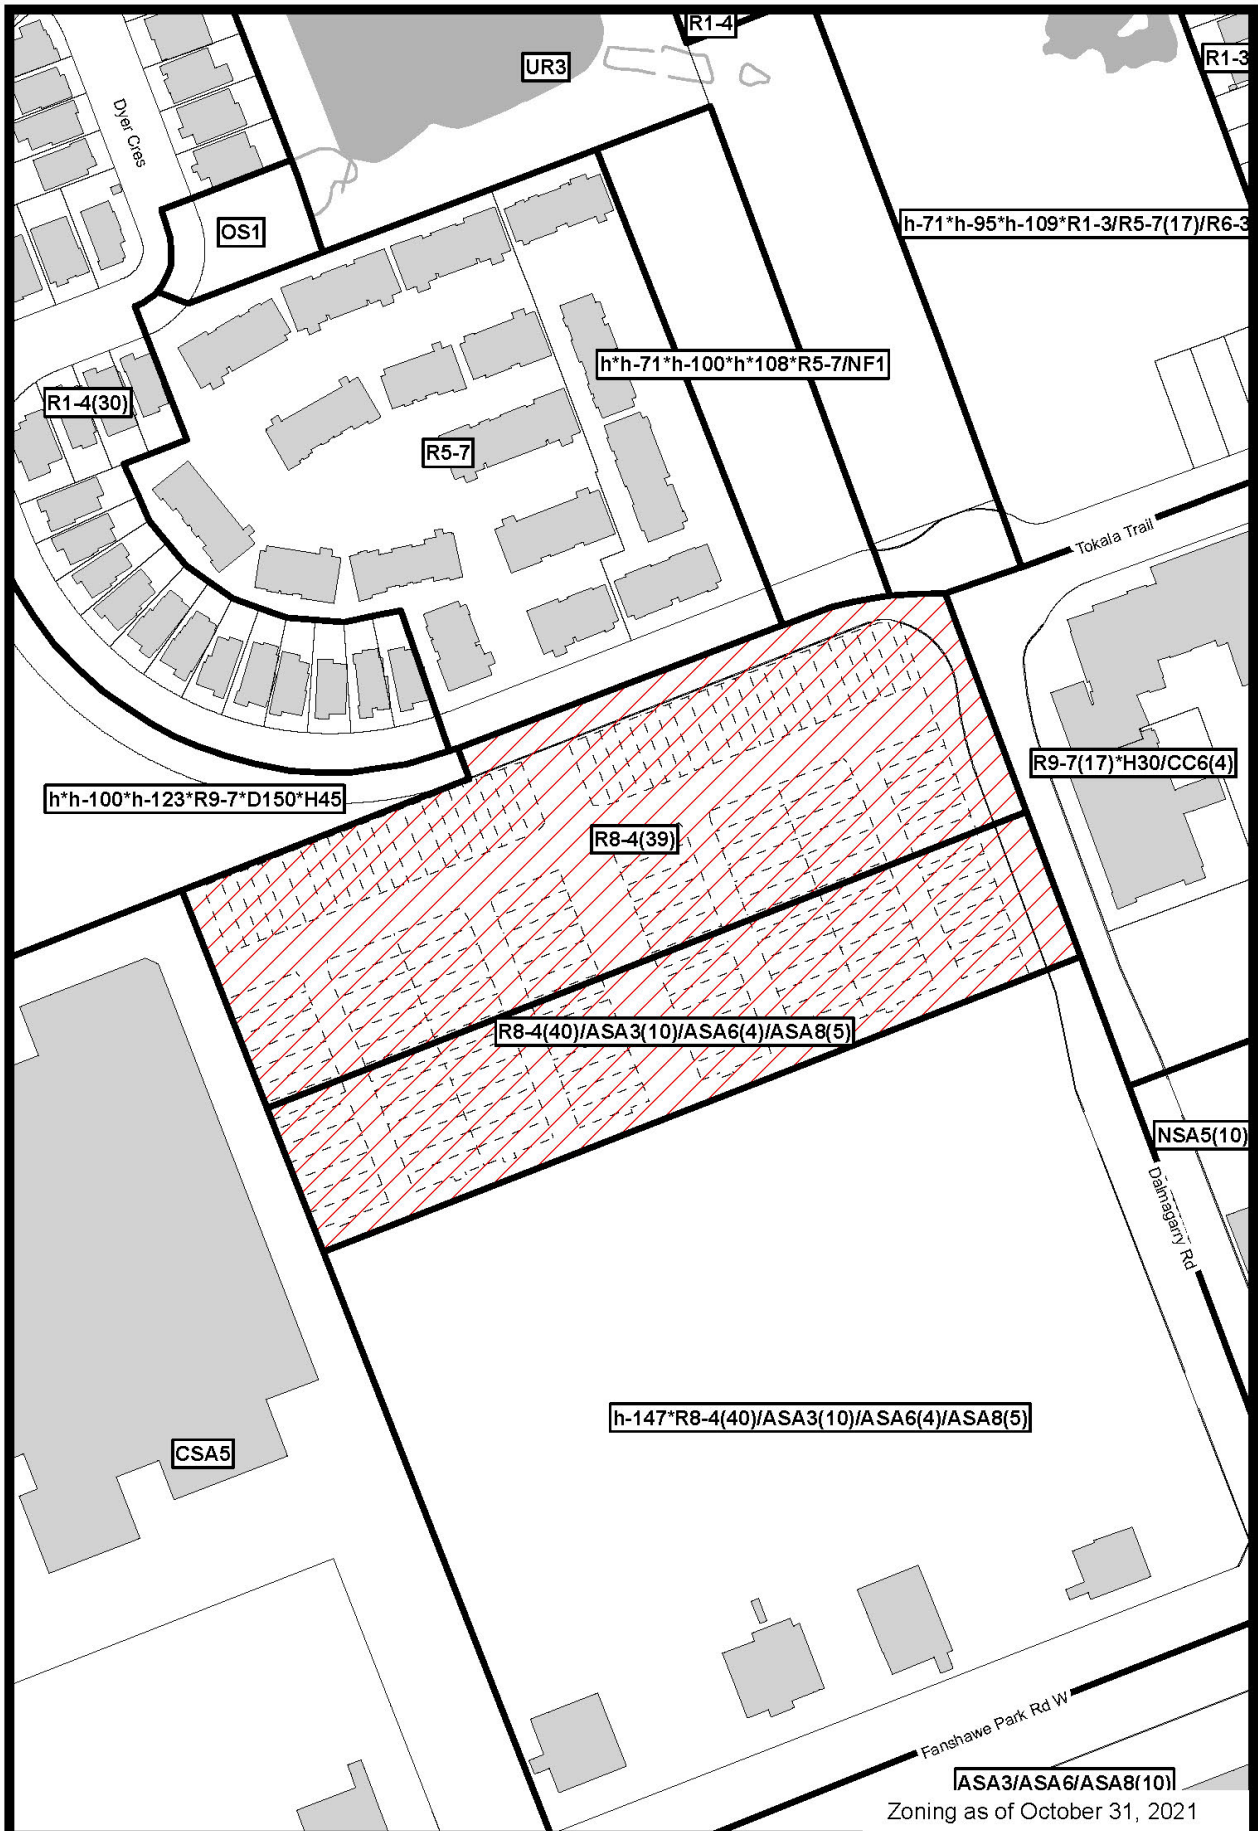 R1-4
UR3
R1-3
Dyer Cres
OS1
h-71*h-95*h-109*R1-3/R5-7(17)/R6-3
h*h-71*h-100*h*108*R5-7/NF1
R1-4(30)
R5-7
Tokala Trail
R9-7(17)*H30/CC6(4)
h*h-100*h-123*R9-7*D150*H45
R8-4(39)
R8-4(40)/ASA3(10)/ASA6(4)/ASA8(5)
NSA5(10)
Dalmagarry Rd
h-147*R8-4(40)/ASA3(10)/ASA6(4)/ASA8(5)
CSA5
Fanshawe Park Rd W
ASA3/ASA6/ASA8(10)
Zoning as of October 31, 2021